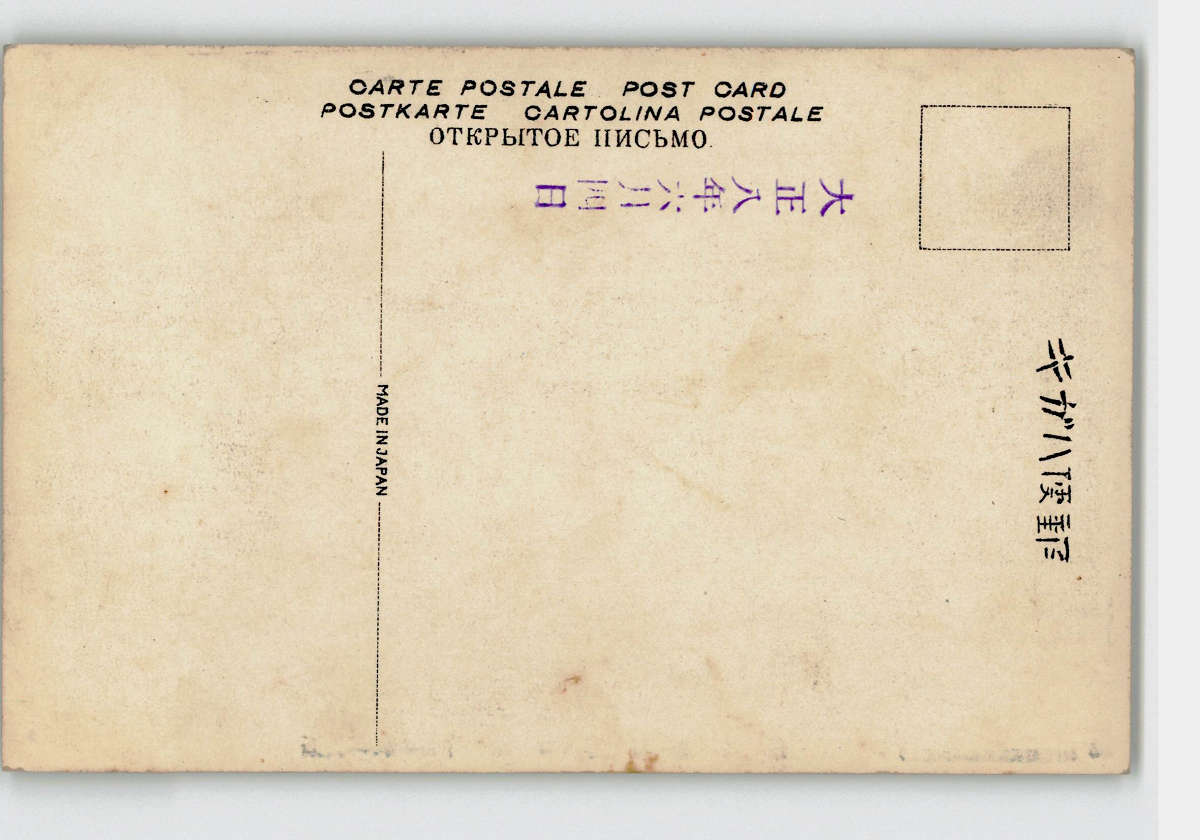 CARTE POSTALE POST CARD
POSTKARTE CARTOLINA POSTALE
ОТКРЫТОЕ ПИСЬМО.
大正八年六月四日
MADE IN JAPAN
郵便ハガキ